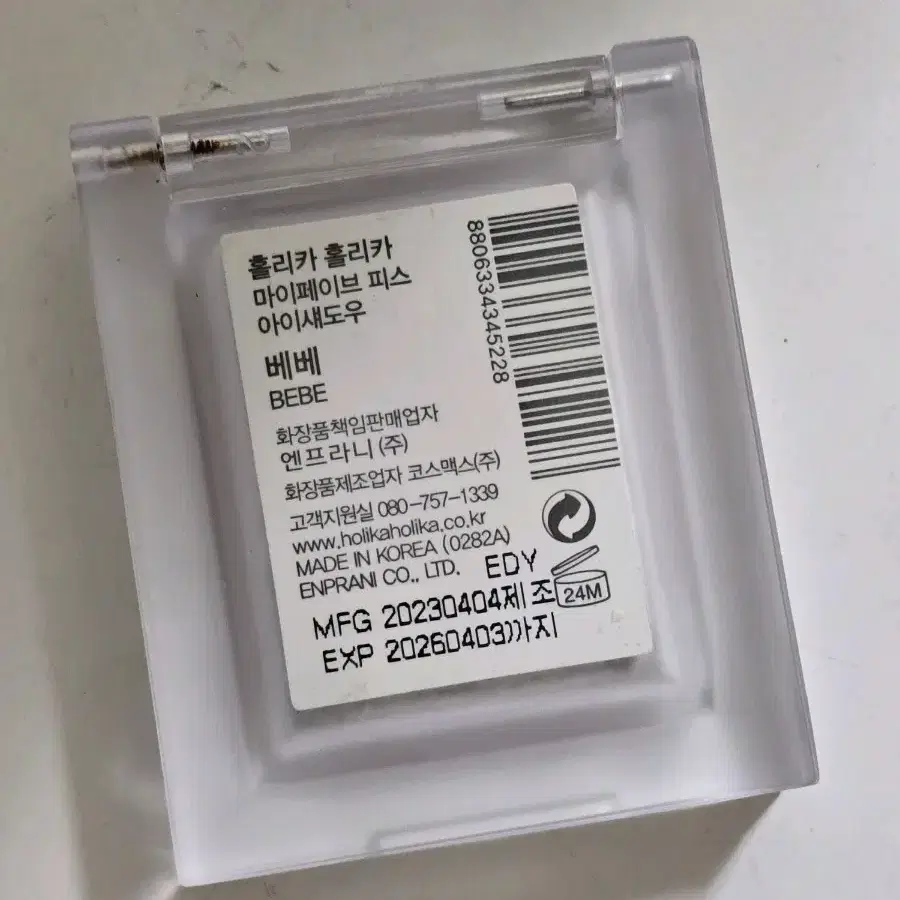 홀리카 홀리카
마이페이브 피스
아이섀도우
베베
BEBE
화장품책임판매업자
엔프라니 (주)
화장품제조업자 코스맥스(주)
고객지원실 080-757-1339
www.holikaholika.co.kr
MADE IN KOREA (0282A)
ENPRANI CO., LTD. EDY
MFG 20230404제조
EXP 20260403까지
8806334345228
24M